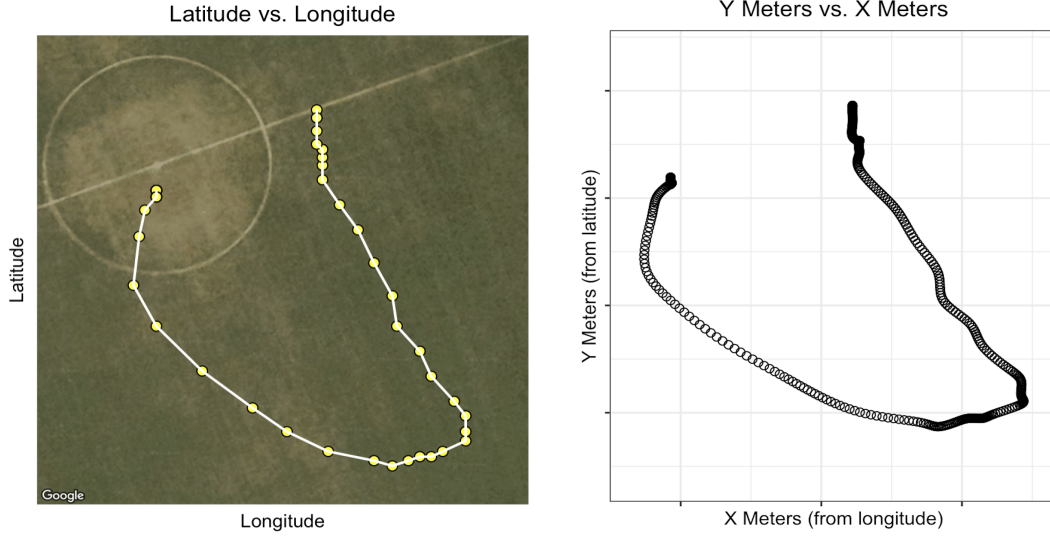 Latitude vs. Longitude
Latitude
Google
Longitude
Y Meters vs. X Meters
Y Meters (from latitude)
X Meters (from longitude)